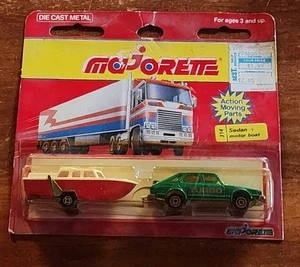 DIE CAST METAL
For ages 3 and up
majorette
Action
Moving
Parts
Sedan +
motor boat
majorette